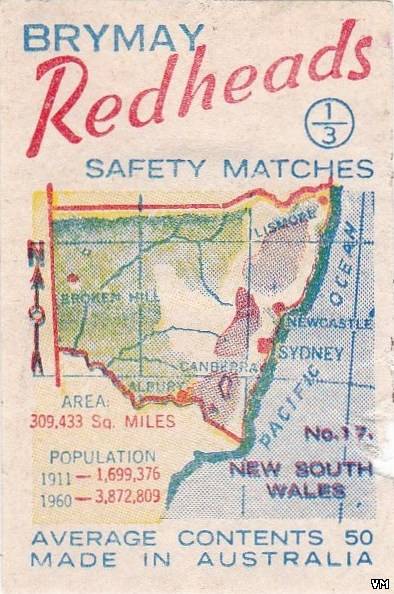 BRYMAY
Redheads
1/3
SAFETY MATCHES
LISMORE
OCEAN
BROKEN HILL
NEWCASTLE
SYDNEY
CANBERRA
ALBURY
PACIFIC
AREA:
309,433 Sq. MILES
No. 17.
POPULATION
1911 — 1,699,376
1960 — 3,872,809
NEW SOUTH
WALES
AVERAGE CONTENTS 50
MADE IN AUSTRALIA
VM